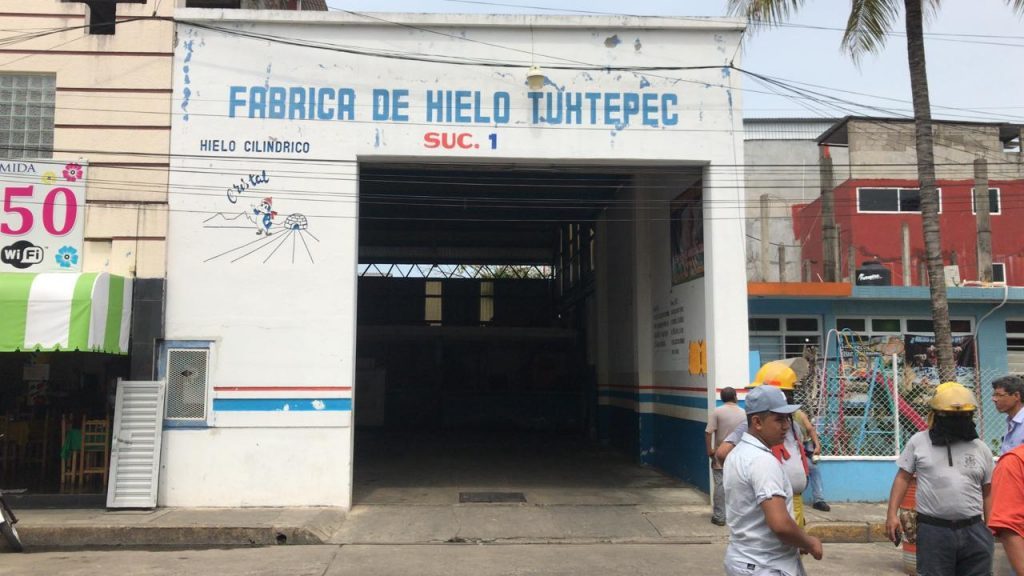 FABRICA DE HIELO TUXTEPEC
SUC. 1
HIELO CILINDRICO
Cristal
MIDA
50
WiFi